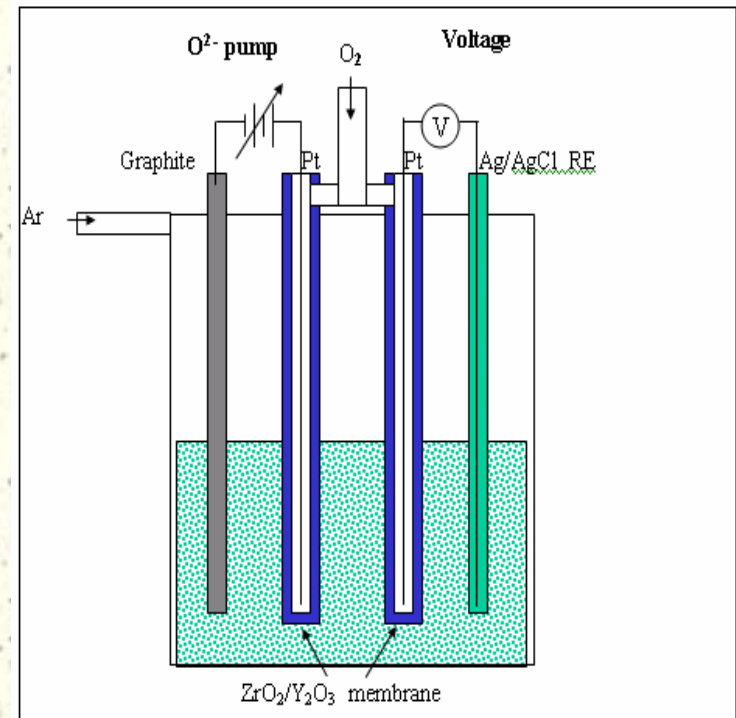 O²⁻ pump
Voltage
O₂
V
Graphite
Pt
Pt
Ag/AgCl RE
Ar
ZrO₂/Y₂O₃ membrane